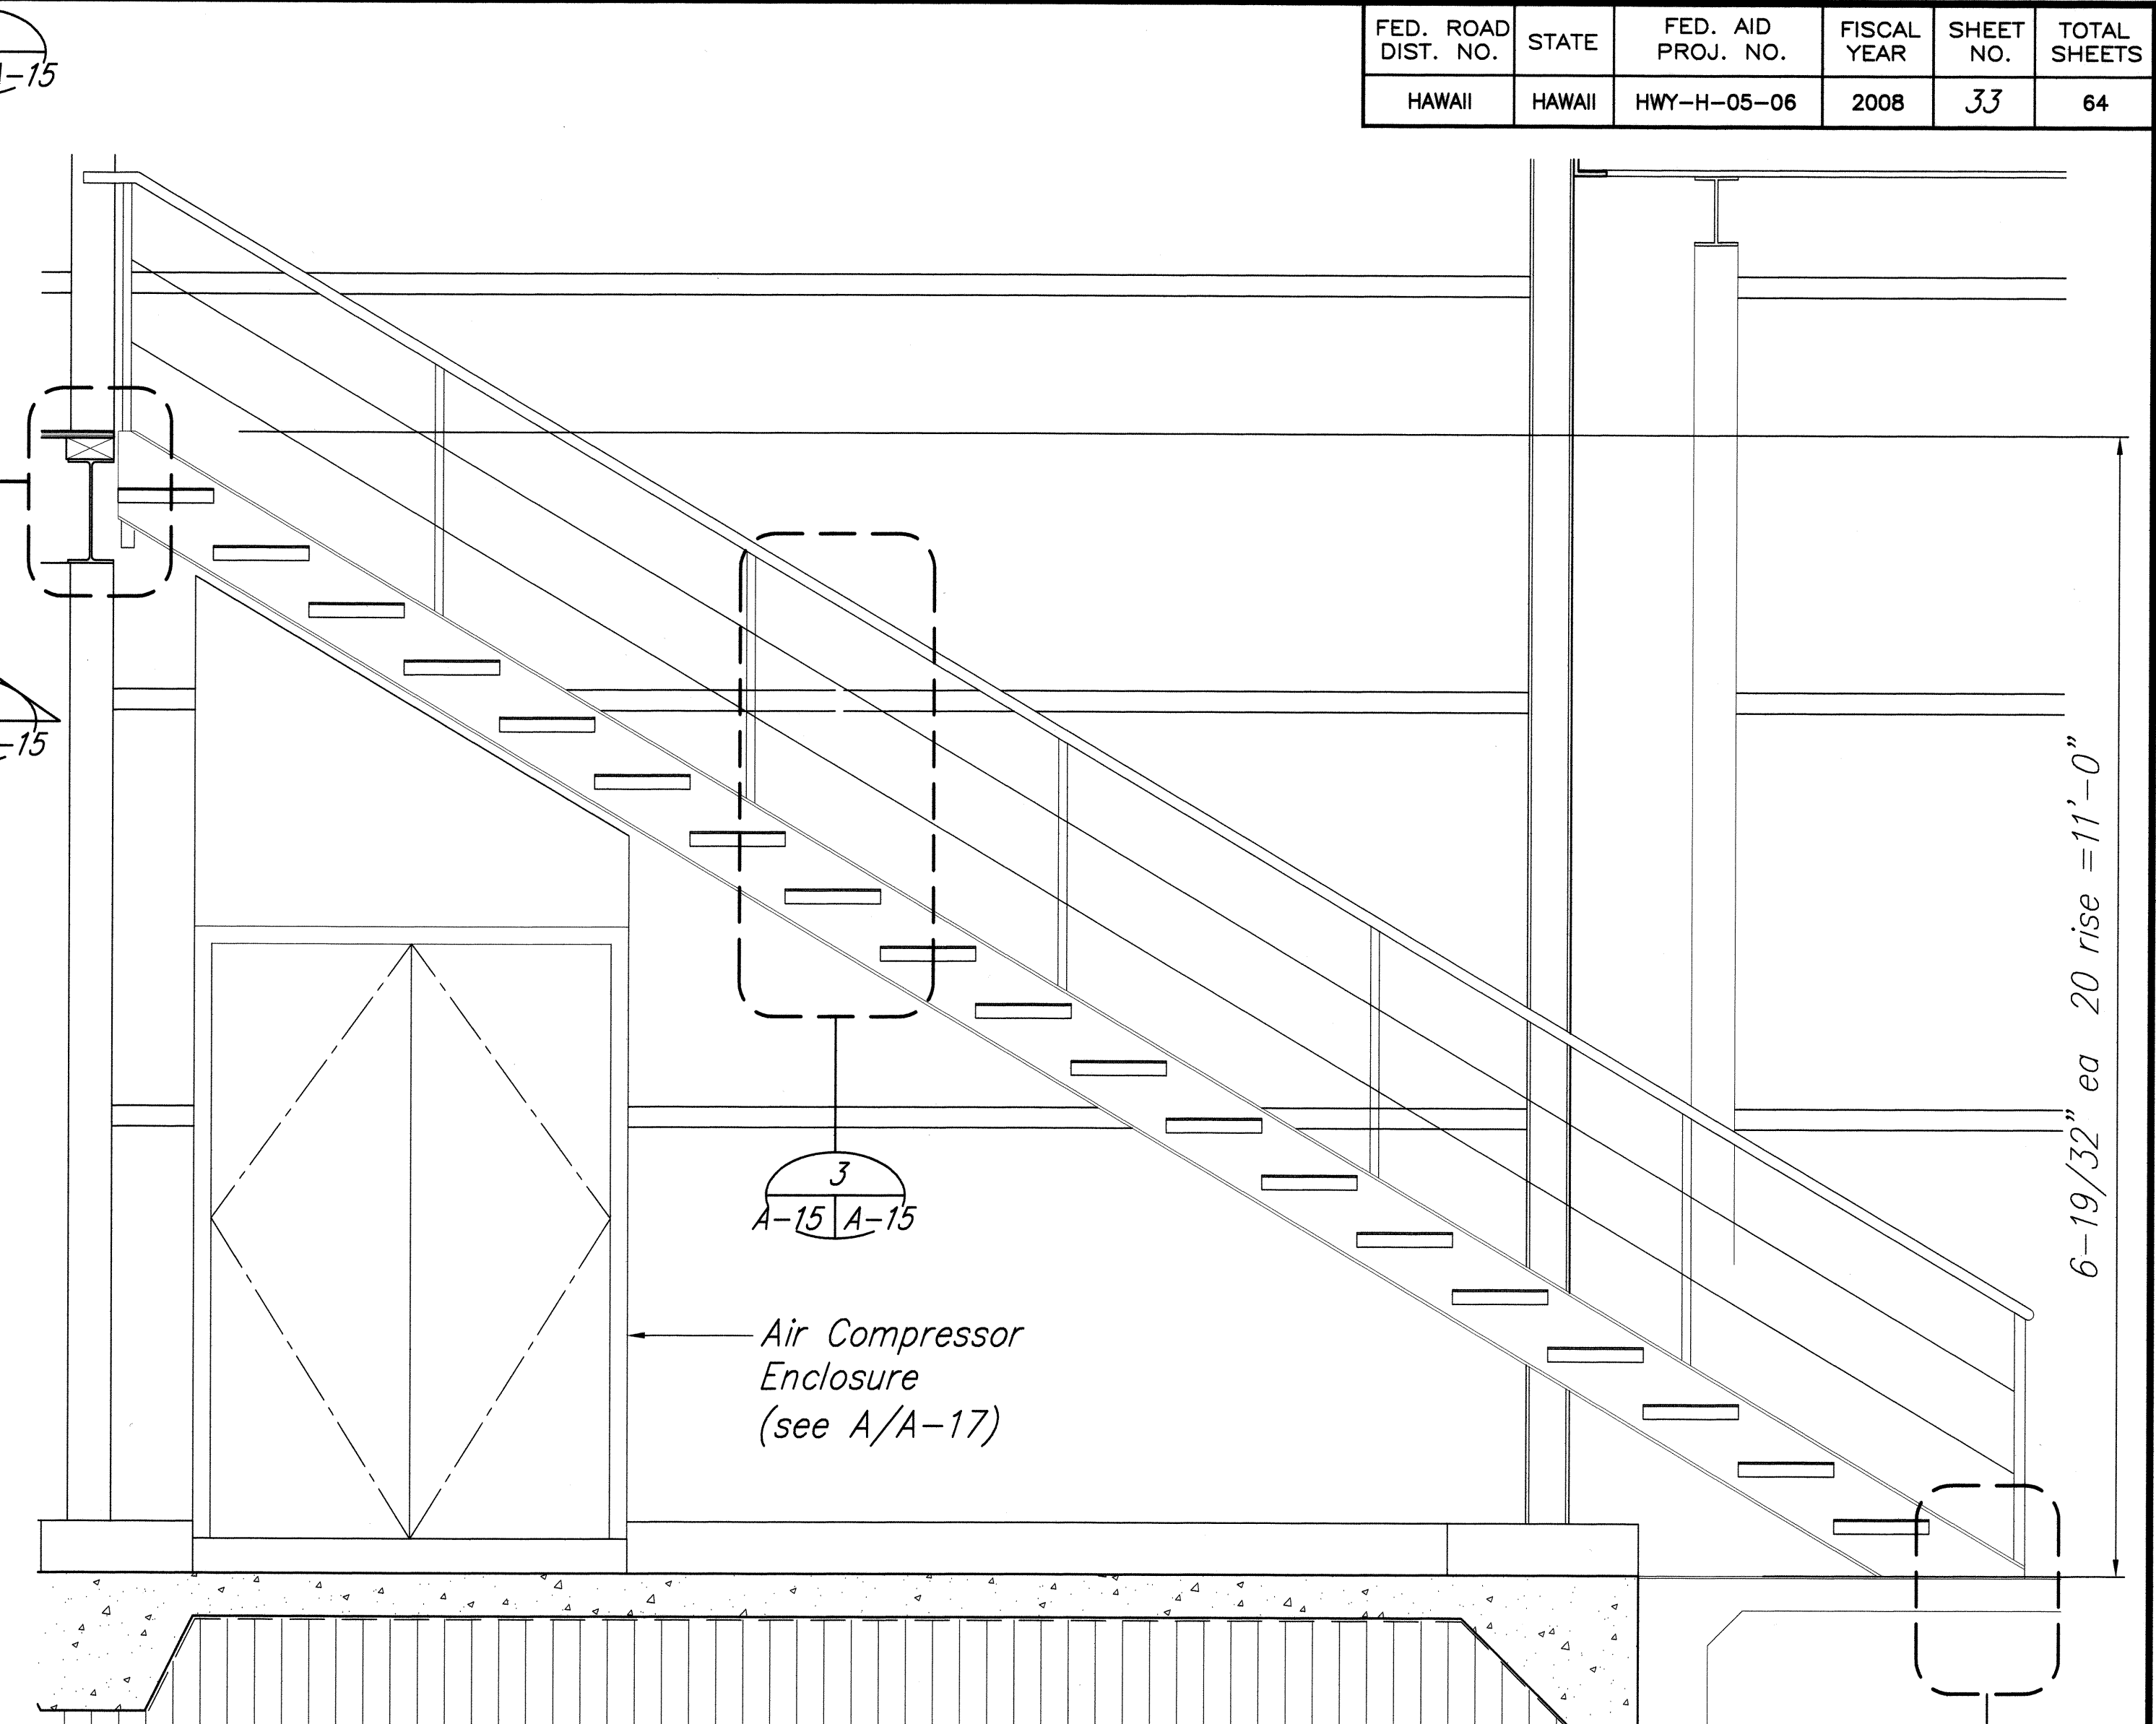 FED. ROAD DIST. NO.
STATE
FED. AID PROJ. NO.
FISCAL YEAR
SHEET NO.
TOTAL SHEETS
HAWAII
HAWAII
HWY-H-05-06
2008
33
64
-15
-15
6-19/32" ea 20 rise =11'-0"
3
A-15
A-15
Air Compressor
Enclosure
(see A/A-17)